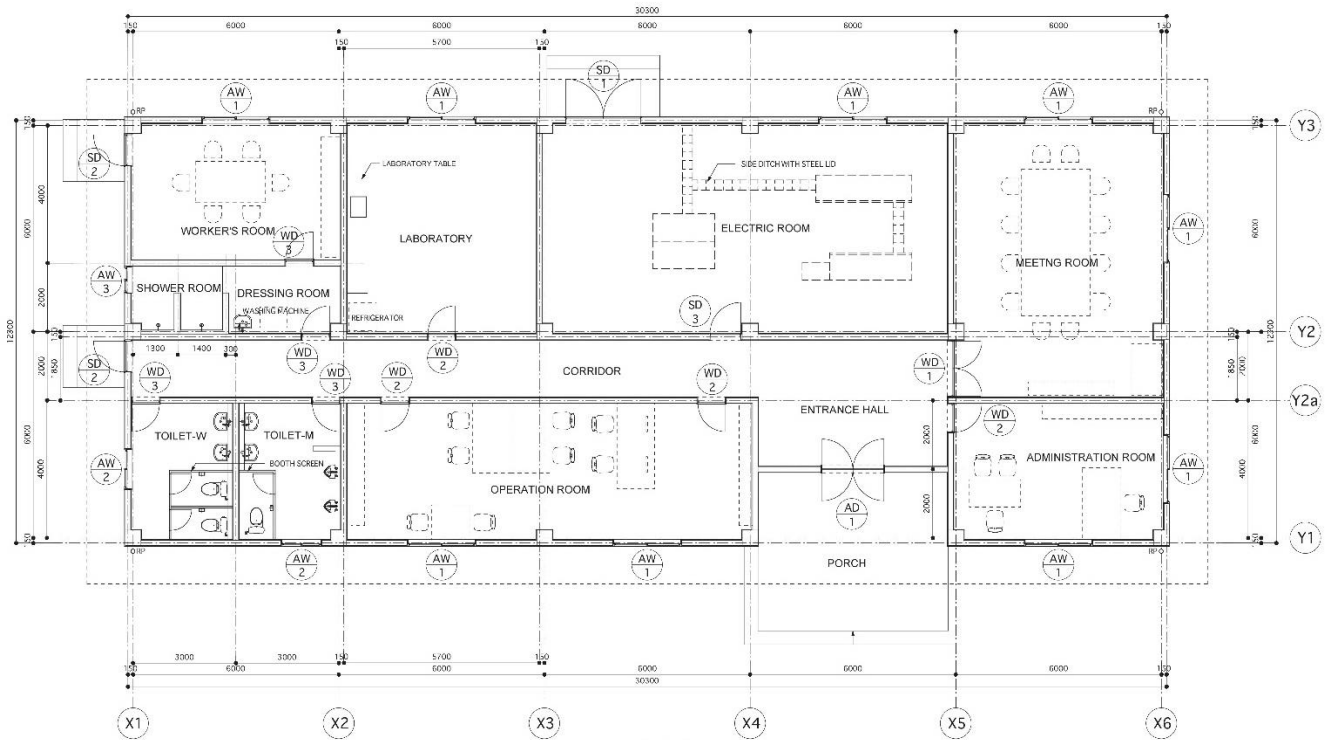 30300
150 6000 6000 6000 6000 6000 150
150 5700 150
SD 1
AW 1
AW 1
AW 1
AW 1
RP
RP
Y3
150
150
SD 2
LABORATORY TABLE
SIDE DITCH WITH STEEL LID
4000
6000
WORKER'S ROOM
WD 3
LABORATORY
ELECTRIC ROOM
AW 1
6000
MEETNG ROOM
AW 3
SHOWER ROOM
DRESSING ROOM
2000
WASHING MACHINE
REFRIGERATOR
SD 3
12300
12300
150
Y2
150
1300 1400 300
SD 2
2000
1850
WD 3
WD 3
WD 3
WD 2
WD 2
CORRIDOR
WD 2
WD 1
1850
2000
Y2a
ENTRANCE HALL
WD 2
TOILET-W
TOILET-M
BOOTH SCREEN
6000
4000
AW 2
OPERATION ROOM
2000
2000
ADMINISTRATION ROOM
AW 1
6000
4000
AD 1
150
150
Y1
RP
RP
AW 2
AW 1
AW 1
PORCH
AW 1
3000 3000 5700 150
150 6000 6000 6000 6000 6000 150
30300
X1 X2 X3 X4 X5 X6